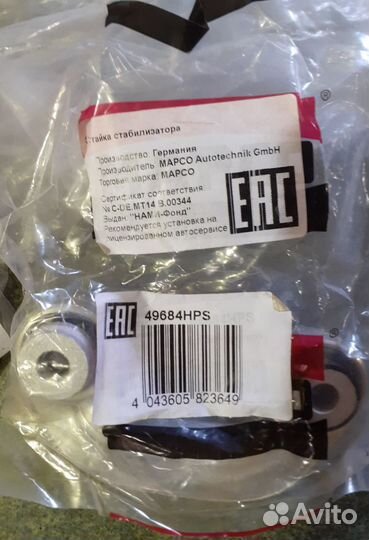 Стайка стабилизатора
Производство: Германия
Производитель: MAPCO Autotechnik GmbH
Торговая марка: MAPCO
Сертификат соответствия
№ C-DE.MT14.B.00344
Выдан: "НАМИ-Фонд"
Рекомендуется установка на
лицензированном автосервисе
EAC
EAC
49684HPS
4 043605 823649
Avito